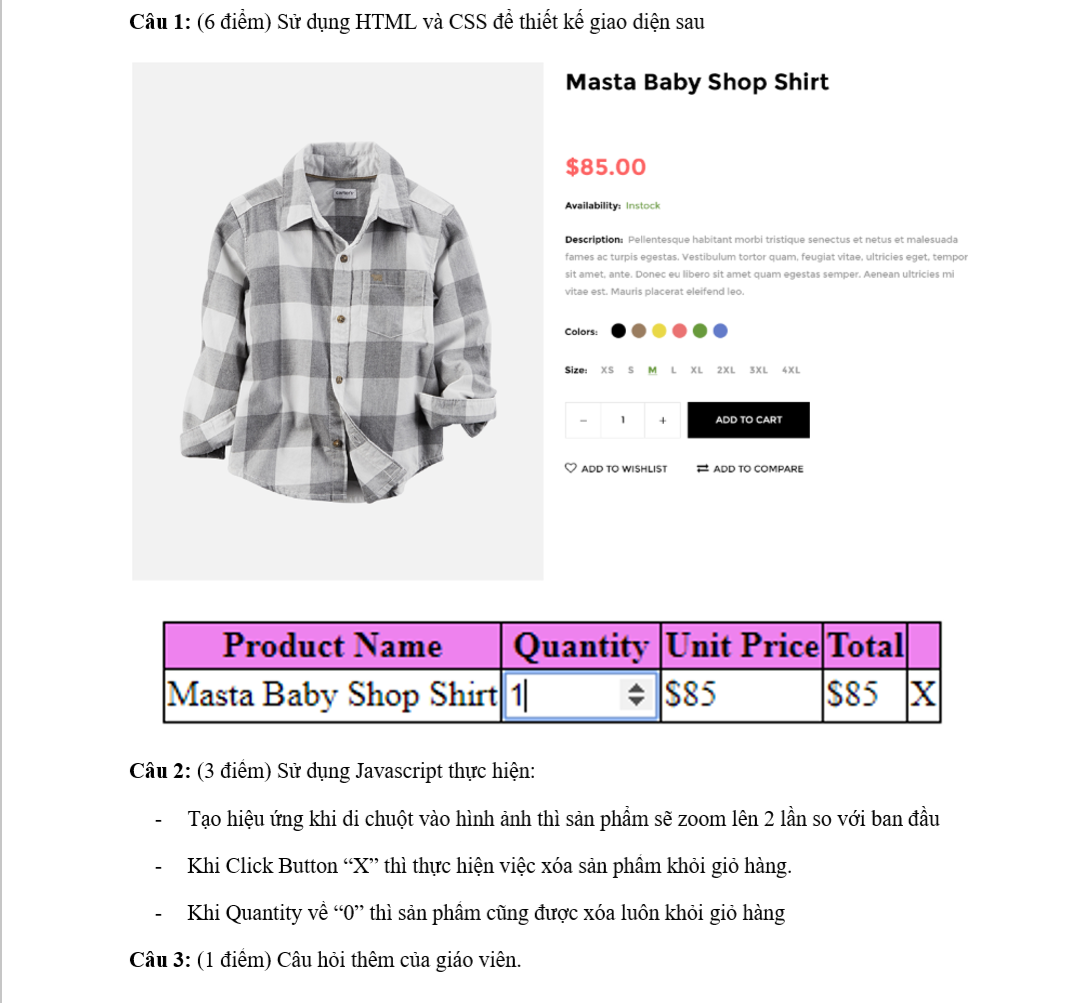 Câu 1: (6 điểm) Sử dụng HTML và CSS để thiết kế giao diện sau
Masta Baby Shop Shirt
$85.00
Availability: Instock
Description: Pellentesque habitant morbi tristique senectus et netus et malesuada
fames ac turpis egestas. Vestibulum tortor quam, feugiat vitae, ultricies eget, tempor
sit amet, ante. Donec eu libero sit amet quam egestas semper. Aenean ultricies mi
vitae est. Mauris placerat eleifend leo.
Colors:
Size: XS S M L XL 2XL 3XL 4XL
– 1 + ADD TO CART
ADD TO WISHLIST ADD TO COMPARE
carter's
Product Name Quantity Unit Price Total
Masta Baby Shop Shirt 1 $85 $85 X
Câu 2: (3 điểm) Sử dụng Javascript thực hiện:
- Tạo hiệu ứng khi di chuột vào hình ảnh thì sản phẩm sẽ zoom lên 2 lần so với ban đầu
- Khi Click Button “X” thì thực hiện việc xóa sản phẩm khỏi giỏ hàng.
- Khi Quantity về “0” thì sản phẩm cũng được xóa luôn khỏi giỏ hàng
Câu 3: (1 điểm) Câu hỏi thêm của giáo viên.